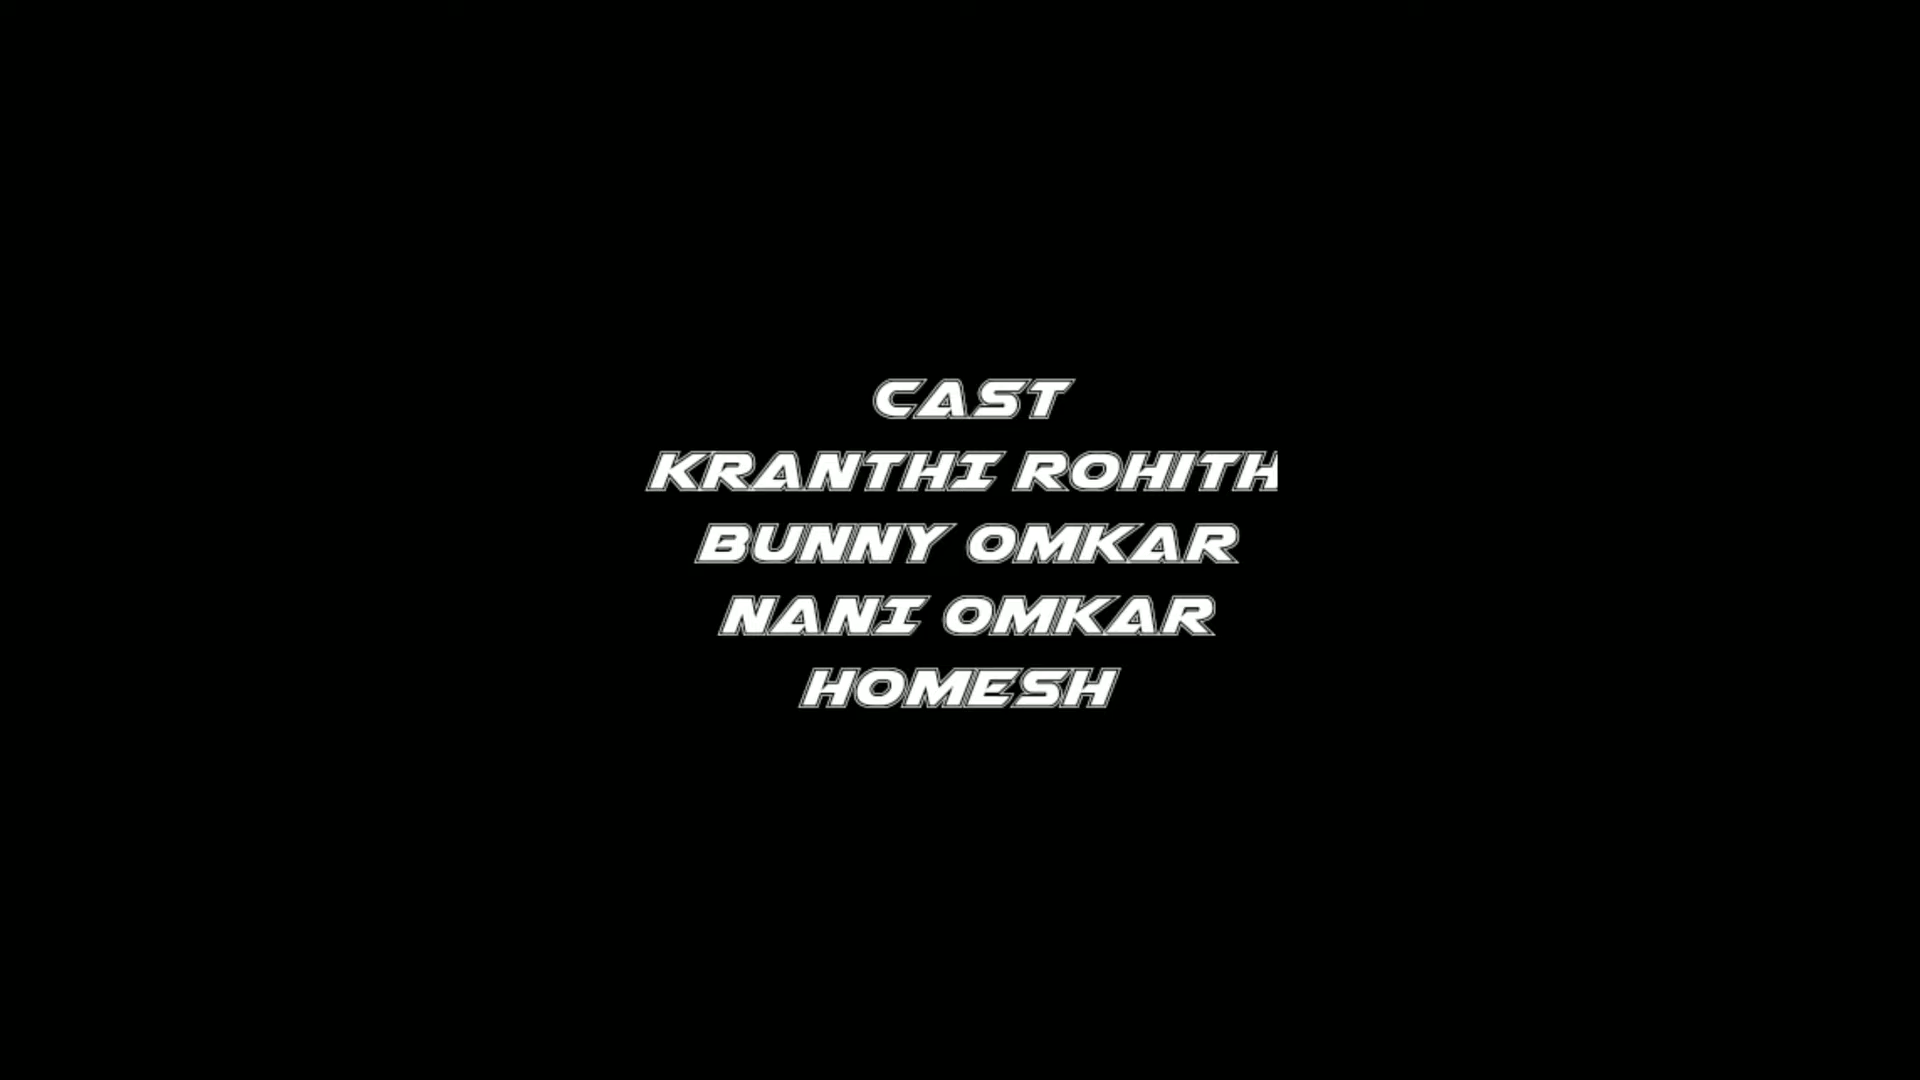 CAST
KRANTHI ROHITH
BUNNY OMKAR
NANI OMKAR
HOMESH